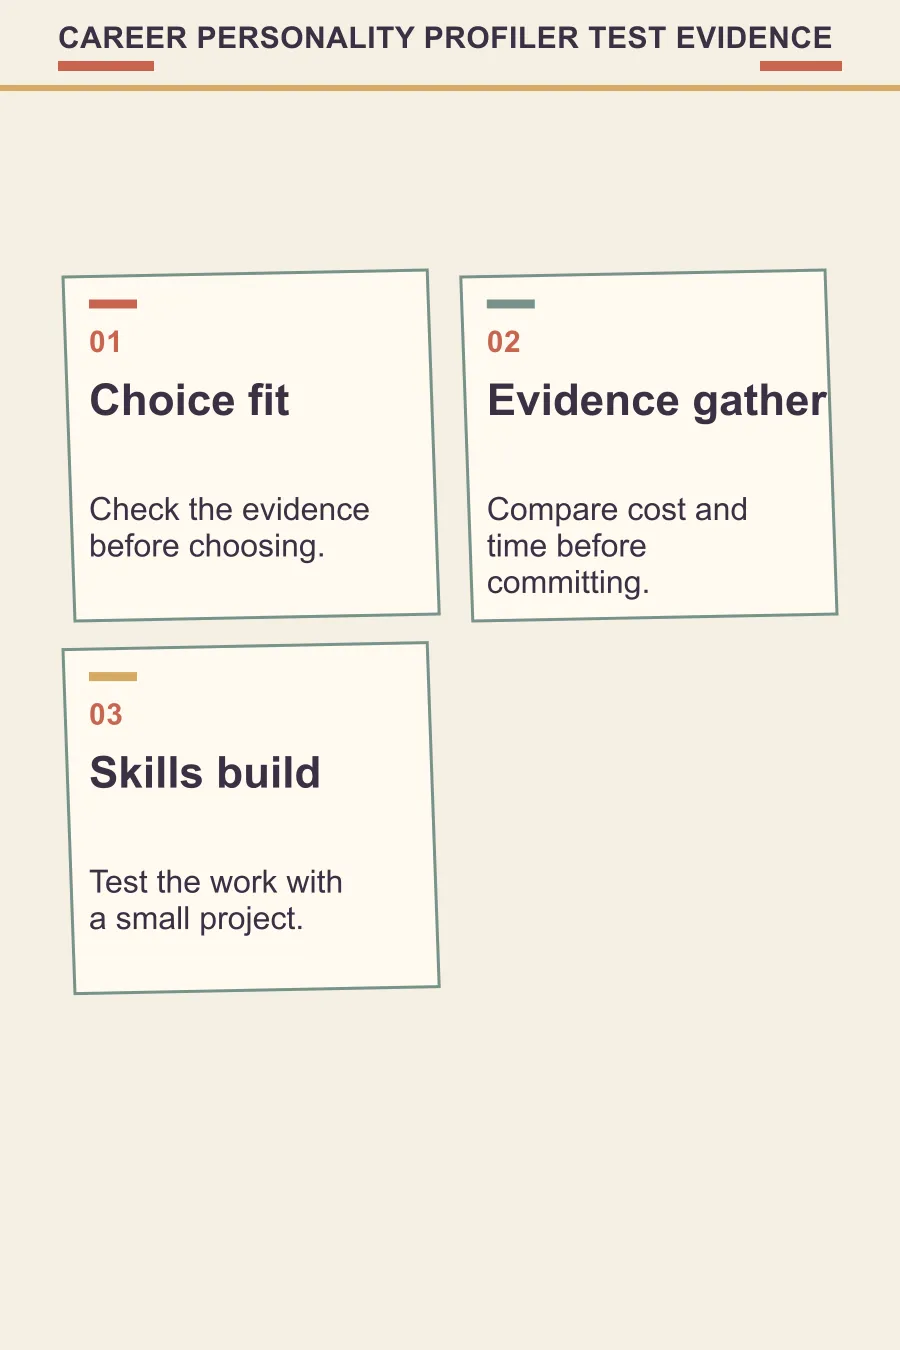 CAREER PERSONALITY PROFILER TEST EVIDENCE
01
Choice fit
Check the evidence
before choosing.
02
Evidence gather
Compare cost and
time before
committing.
03
Skills build
Test the work with
a small project.